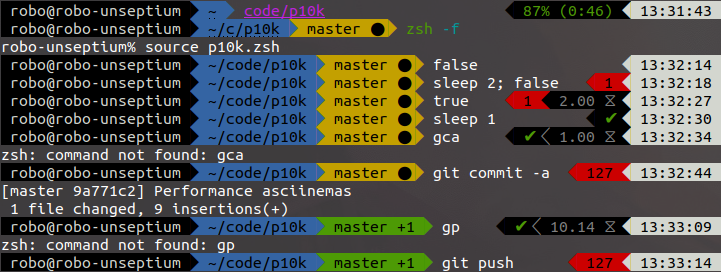 robo@robo-unseptium ~ code/p10k 87% (0:46) 13:31:43
robo@robo-unseptium ~/c/p10k master ● zsh -f
robo-unseptium% source p10k.zsh
robo@robo-unseptium ~/code/p10k master ● false 13:32:14
robo@robo-unseptium ~/code/p10k master ● sleep 2; false 1 13:32:18
robo@robo-unseptium ~/code/p10k master ● true 1 2.00 ⧖ 13:32:27
robo@robo-unseptium ~/code/p10k master ● sleep 1 ✔ 13:32:30
robo@robo-unseptium ~/code/p10k master ● gca ✔ 1.00 ⧖ 13:32:34
zsh: command not found: gca
robo@robo-unseptium ~/code/p10k master ● git commit -a 127 13:32:44
[master 9a771c2] Performance asciinemas
1 file changed, 9 insertions(+)
robo@robo-unseptium ~/code/p10k master +1 gp ✔ 10.14 ⧖ 13:33:09
zsh: command not found: gp
robo@robo-unseptium ~/code/p10k master +1 git push 127 13:33:14